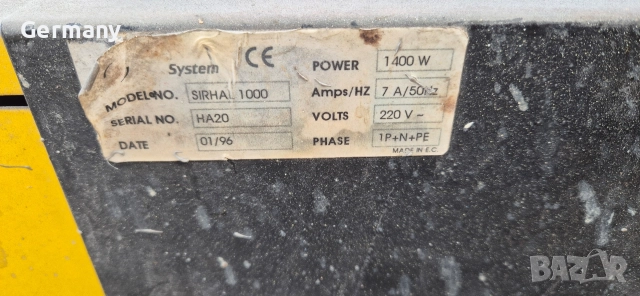 Germany
System CE
MODEL NO. SIRHAL 1000
SERIAL NO. HA20
DATE 01/96
POWER 1400 W
Amps/HZ 7 A/50Hz
VOLTS 220 V ~
PHASE 1P+N+PE
MADE IN E.C.
BAZAR